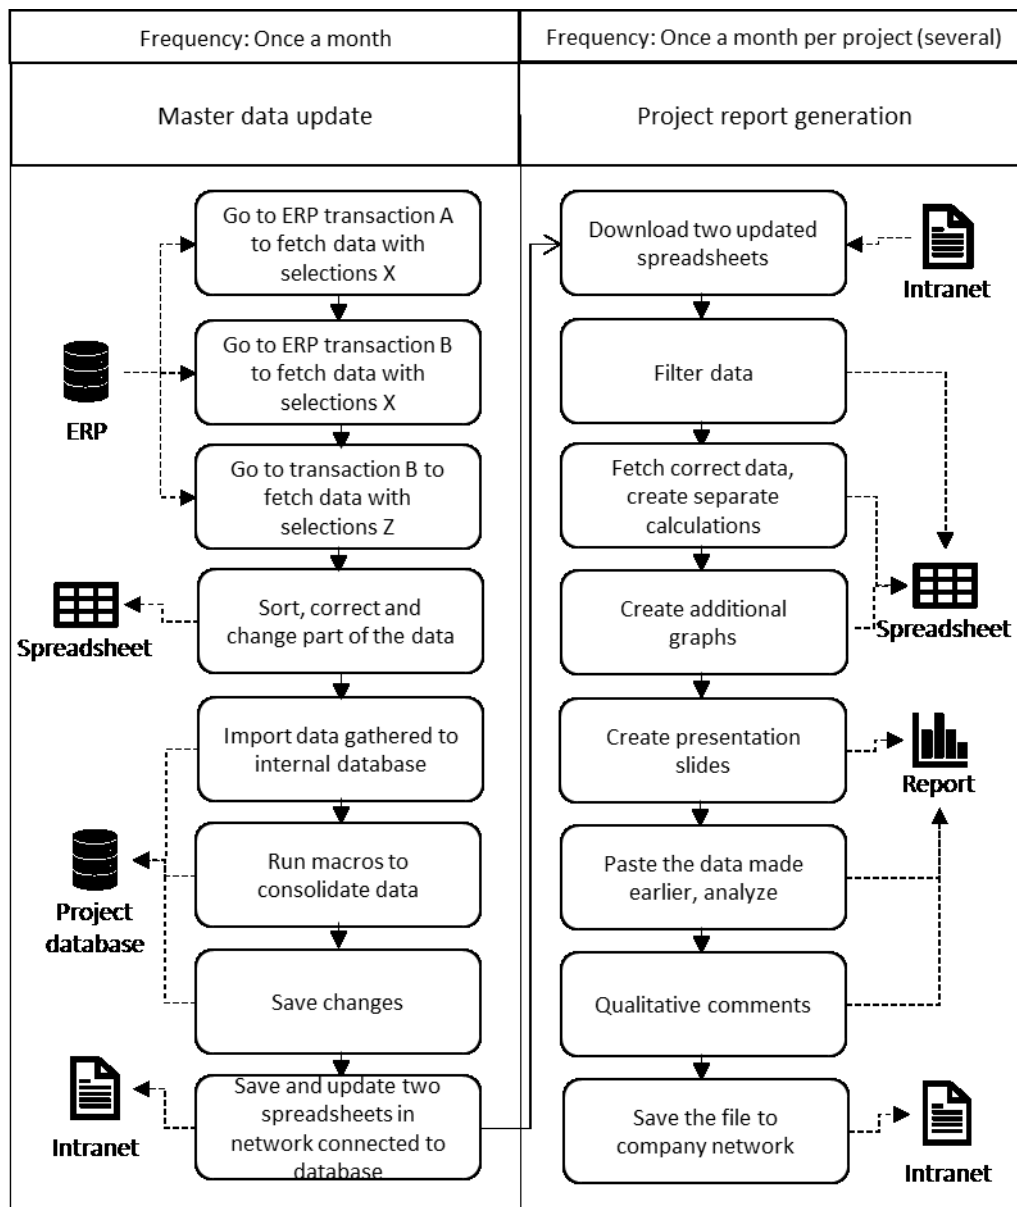 Frequency: Once a month
Frequency: Once a month per project (several)
Master data update
Project report generation
Go to ERP transaction A
to fetch data with
selections X
Go to ERP transaction B
to fetch data with
selections X
ERP
Go to transaction B to
fetch data with
selections Z
Sort, correct and
change part of the data
Spreadsheet
Import data gathered to
internal database
Run macros to
consolidate data
Project
database
Save changes
Save and update two
spreadsheets in
network connected to
database
Intranet
Download two updated
spreadsheets
Intranet
Filter data
Fetch correct data,
create separate
calculations
Create additional
graphs
Spreadsheet
Create presentation
slides
Report
Paste the data made
earlier, analyze
Qualitative comments
Save the file to
company network
Intranet